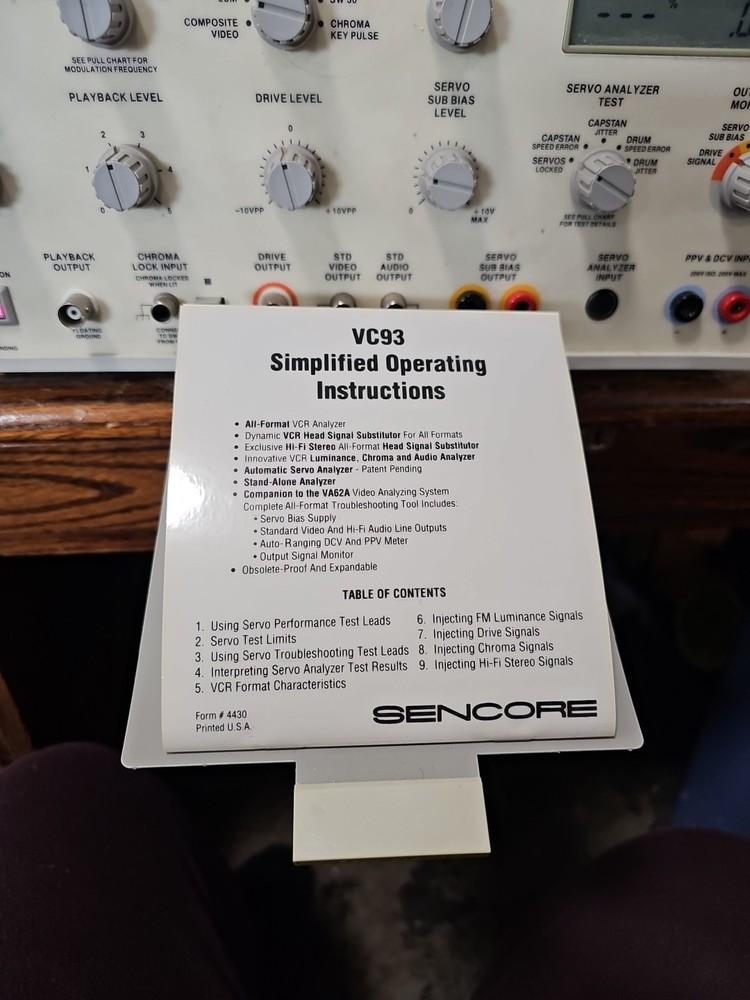 COMPOSITE
VIDEO
CHROMA
KEY PULSE
SEE PULL CHART FOR
MODULATION FREQUENCY
%
PLAYBACK LEVEL
0 1 2 3 4 5
DRIVE LEVEL
0
-10VPP +10VPP
SERVO
SUB BIAS
LEVEL
0 +10V
MAX
SERVO ANALYZER
TEST
CAPSTAN
JITTER
CAPSTAN
SPEED ERROR
DRUM
SPEED ERROR
SERVOS
LOCKED
DRUM
JITTER
SEE PULL CHART
FOR TEST DETAILS
SERVO
SUB BIAS
DRIVE
SIGNAL
PLAYBACK
OUTPUT
FLOATING
GROUND
CHROMA
LOCK INPUT
CHROMA LOCKED
WHEN LIT
DRIVE
OUTPUT
STD
VIDEO
OUTPUT
STD
AUDIO
OUTPUT
SERVO
SUB BIAS
OUTPUT
SERVO
ANALYZER
INPUT
PPV & DCV
VC93
Simplified Operating
Instructions
• All-Format VCR Analyzer
• Dynamic VCR Head Signal Substitutor For All Formats
• Exclusive Hi-Fi Stereo All-Format Head Signal Substitutor
• Innovative VCR Luminance, Chroma and Audio Analyzer
• Automatic Servo Analyzer - Patent Pending
• Stand-Alone Analyzer
• Companion to the VA62A Video Analyzing System
Complete All-Format Troubleshooting Tool Includes:
• Servo Bias Supply
• Standard Video And Hi-Fi Audio Line Outputs
• Auto-Ranging DCV And PPV Meter
• Output Signal Monitor
• Obsolete-Proof And Expandable
TABLE OF CONTENTS
1. Using Servo Performance Test Leads
2. Servo Test Limits
3. Using Servo Troubleshooting Test Leads
4. Interpreting Servo Analyzer Test Results
5. VCR Format Characteristics
6. Injecting FM Luminance Signals
7. Injecting Drive Signals
8. Injecting Chroma Signals
9. Injecting Hi-Fi Stereo Signals
Form # 4430
Printed U.S.A.
SENCORE